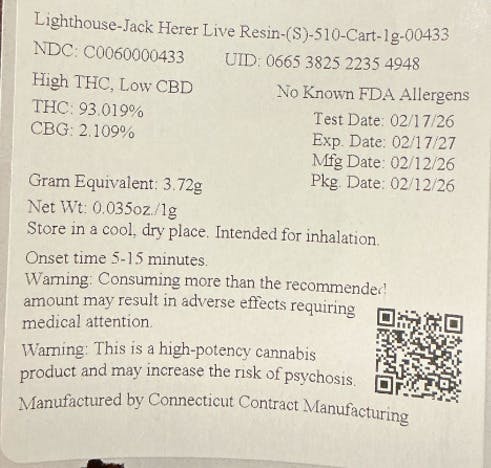 Lighthouse-Jack Herer Live Resin-(S)-510-Cart-1g-00433
NDC: C0060000433 UID: 0665 3825 2235 4948
High THC, Low CBD No Known FDA Allergens
THC: 93.019% Test Date: 02/17/26
CBG: 2.109% Exp. Date: 02/17/27
Mfg Date: 02/12/26
Gram Equivalent: 3.72g Pkg. Date: 02/12/26
Net Wt: 0.035oz./1g
Store in a cool, dry place. Intended for inhalation.
Onset time 5-15 minutes.
Warning: Consuming more than the recommended
amount may result in adverse effects requiring
medical attention.
Warning: This is a high-potency cannabis
product and may increase the risk of psychosis.
Manufactured by Connecticut Contract Manufacturing